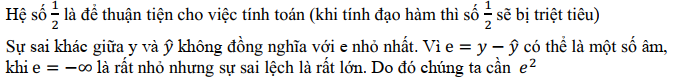 Hệ số $\frac{1}{2}$ là để thuận tiện cho việc tính toán (khi tính đạo hàm thì số $\frac{1}{2}$ sẽ bị triệt tiêu)
Sự sai khác giữa y và ŷ không đồng nghĩa với e nhỏ nhất. Vì e = y − ŷ có thể là một số âm,
khi e = −∞ là rất nhỏ nhưng sự sai lệch là rất lớn. Do đó chúng ta cần $e^2$